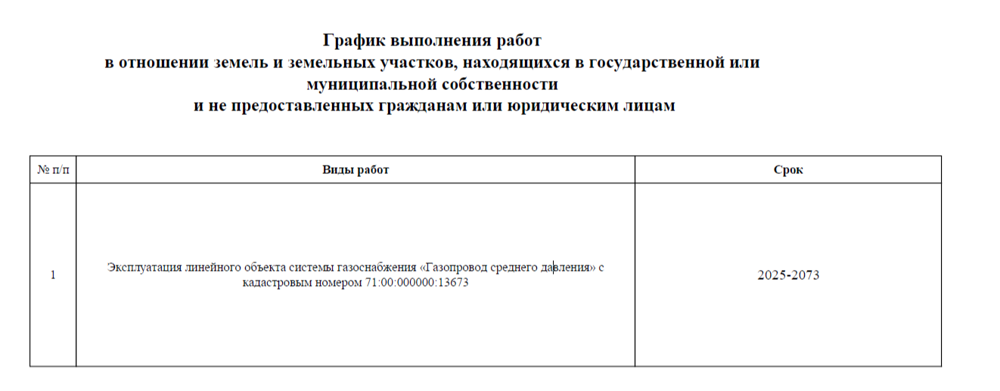 График выполнения работ
в отношении земель и земельных участков, находящихся в государственной или
муниципальной собственности
и не предоставленных гражданам или юридическим лицам
№ п/п
Виды работ
Срок
1
Эксплуатация линейного объекта системы газоснабжения «Газопровод среднего давления» с
кадастровым номером 71:00:000000:13673
2025-2073